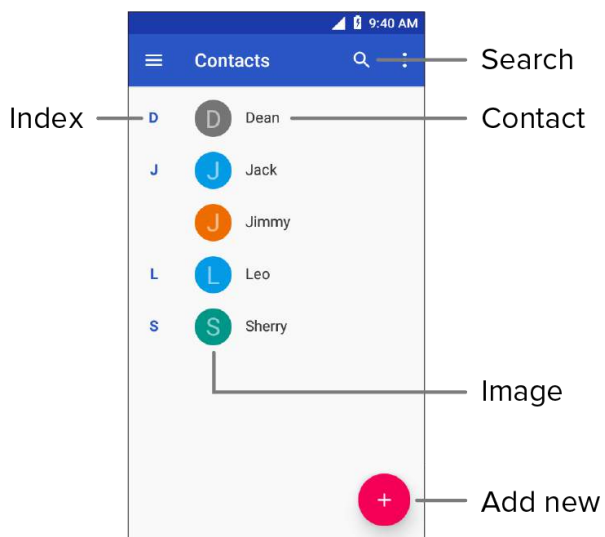 9:40 AM
Contacts
Search
Index
D
D
Dean
Contact
J
J
Jack
J
Jimmy
L
L
Leo
S
S
Sherry
Image
+
Add new